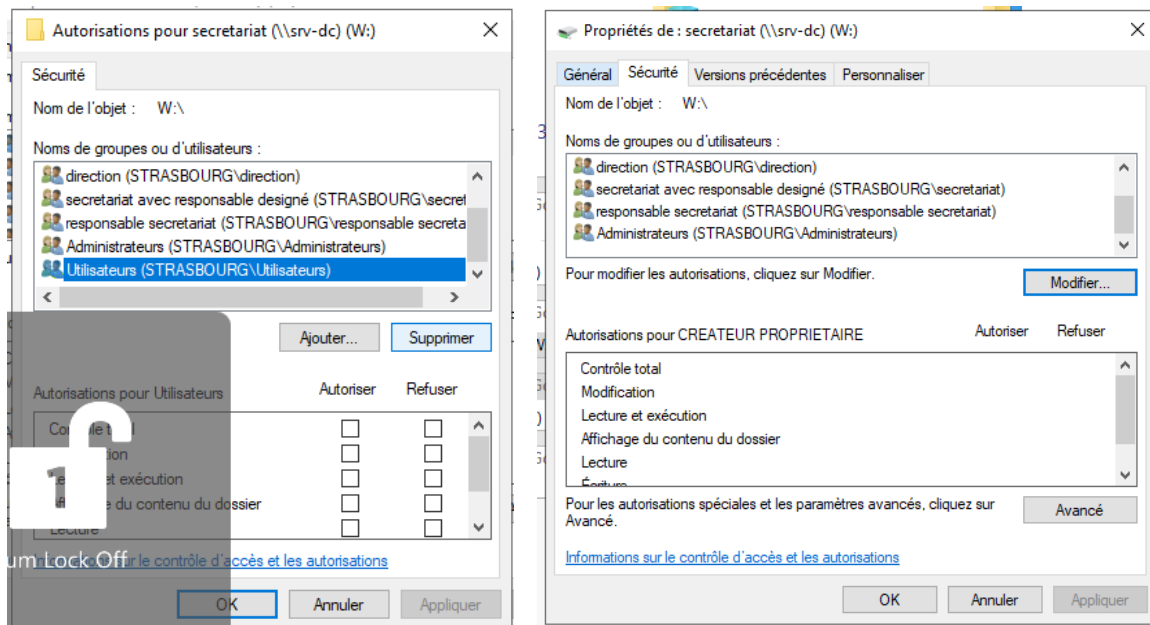 Autorisations pour secretariat (\\srv-dc) (W:)
Sécurité
Nom de l'objet : W:\
Noms de groupes ou d'utilisateurs :
direction (STRASBOURG\direction)
secretariat avec responsable designé (STRASBOURG\secret
responsable secretariat (STRASBOURG\responsable secreta
Administrateurs (STRASBOURG\Administrateurs)
Utilisateurs (STRASBOURG\Utilisateurs)
Ajouter... Supprimer
Autorisations pour Utilisateurs Autoriser Refuser
et exécution
du contenu du dossier
Lecture
Informations sur le contrôle d'accès et les autorisations
um Lock Off
1
OK Annuler Appliquer
Propriétés de : secretariat (\\srv-dc) (W:)
Général Sécurité Versions précédentes Personnaliser
Nom de l'objet : W:\
Noms de groupes ou d'utilisateurs :
direction (STRASBOURG\direction)
secretariat avec responsable designé (STRASBOURG\secretariat)
responsable secretariat (STRASBOURG\responsable secretariat)
Administrateurs (STRASBOURG\Administrateurs)
Pour modifier les autorisations, cliquez sur Modifier.
Modifier...
Autorisations pour CREATEUR PROPRIETAIRE Autoriser Refuser
Contrôle total
Modification
Lecture et exécution
Affichage du contenu du dossier
Lecture
Écriture
Pour les autorisations spéciales et les paramètres avancés, cliquez sur
Avancé.
Avancé
Informations sur le contrôle d'accès et les autorisations
OK Annuler Appliquer